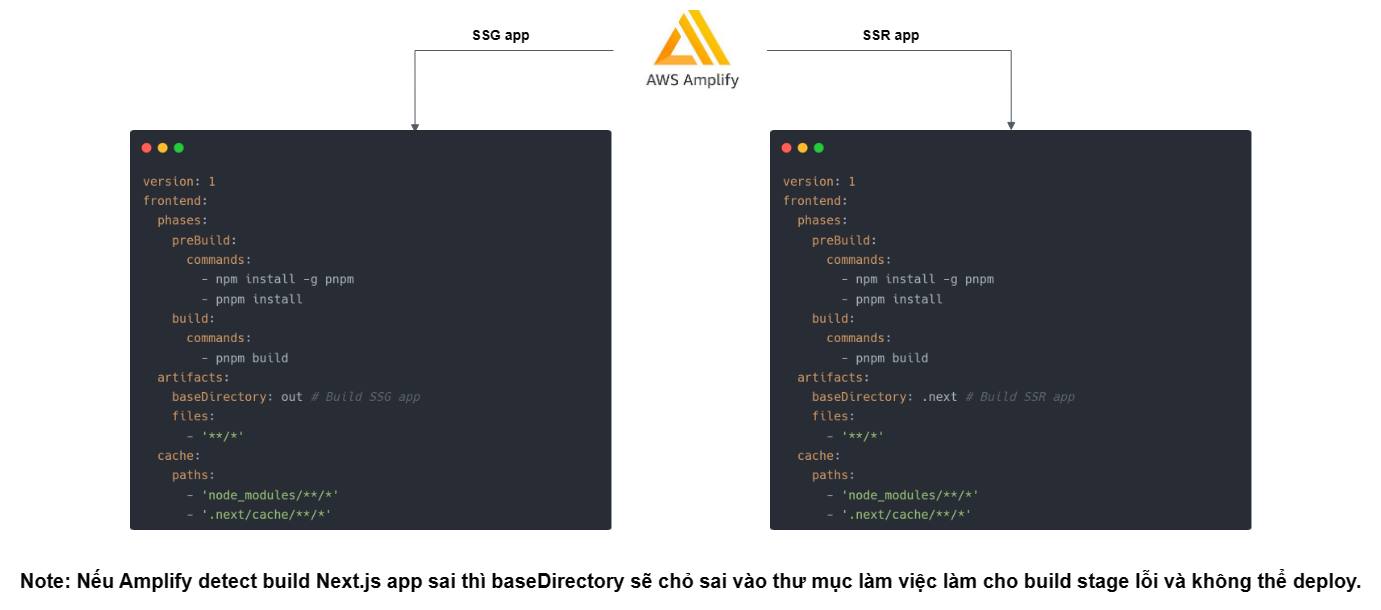 SSG app
SSR app
AWS Amplify
version: 1
frontend:
  phases:
    preBuild:
      commands:
        - npm install -g pnpm
        - pnpm install
    build:
      commands:
        - pnpm build
  artifacts:
    baseDirectory: out # Build SSG app
    files:
      - '**/*'
  cache:
    paths:
      - 'node_modules/**/*'
      - '.next/cache/**/*'
version: 1
frontend:
  phases:
    preBuild:
      commands:
        - npm install -g pnpm
        - pnpm install
    build:
      commands:
        - pnpm build
  artifacts:
    baseDirectory: .next # Build SSR app
    files:
      - '**/*'
  cache:
    paths:
      - 'node_modules/**/*'
      - '.next/cache/**/*'
Note: Nếu Amplify detect build Next.js app sai thì baseDirectory sẽ chỏ sai vào thư mục làm việc làm cho build stage lỗi và không thể deploy.